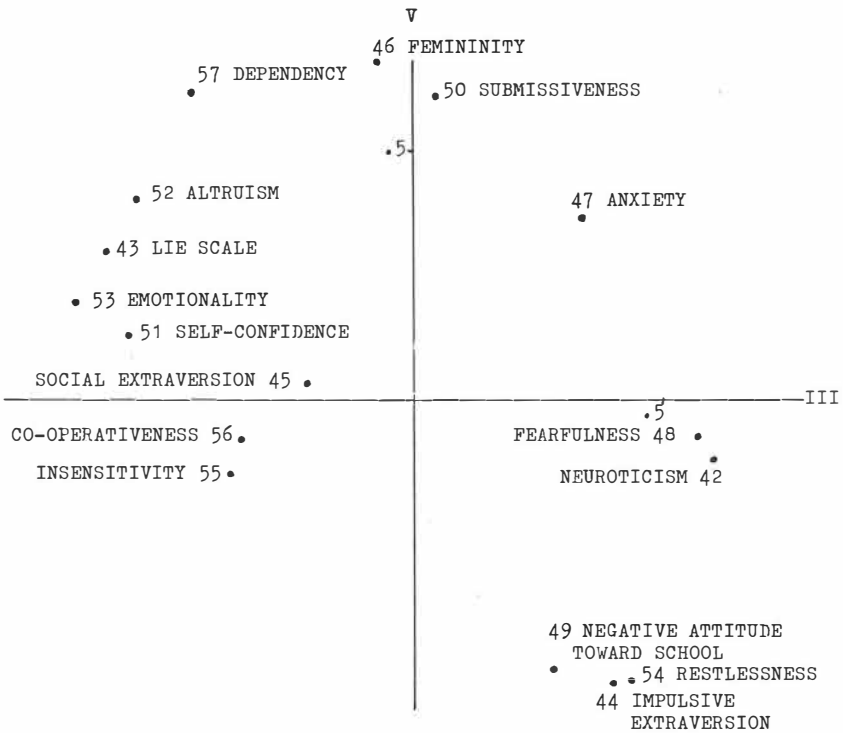 V
46 FEMININITY
57 DEPENDENCY
50 SUBMISSIVENESS
.5
52 ALTRUISM
47 ANXIETY
43 LIE SCALE
53 EMOTIONALITY
51 SELF-CONFIDENCE
SOCIAL EXTRAVERSION 45
III
.5
CO-OPERATIVENESS 56
FEARFULNESS 48
INSENSITIVITY 55
NEUROTICISM 42
49 NEGATIVE ATTITUDE
TOWARD SCHOOL
54 RESTLESSNESS
44 IMPULSIVE
EXTRAVERSION